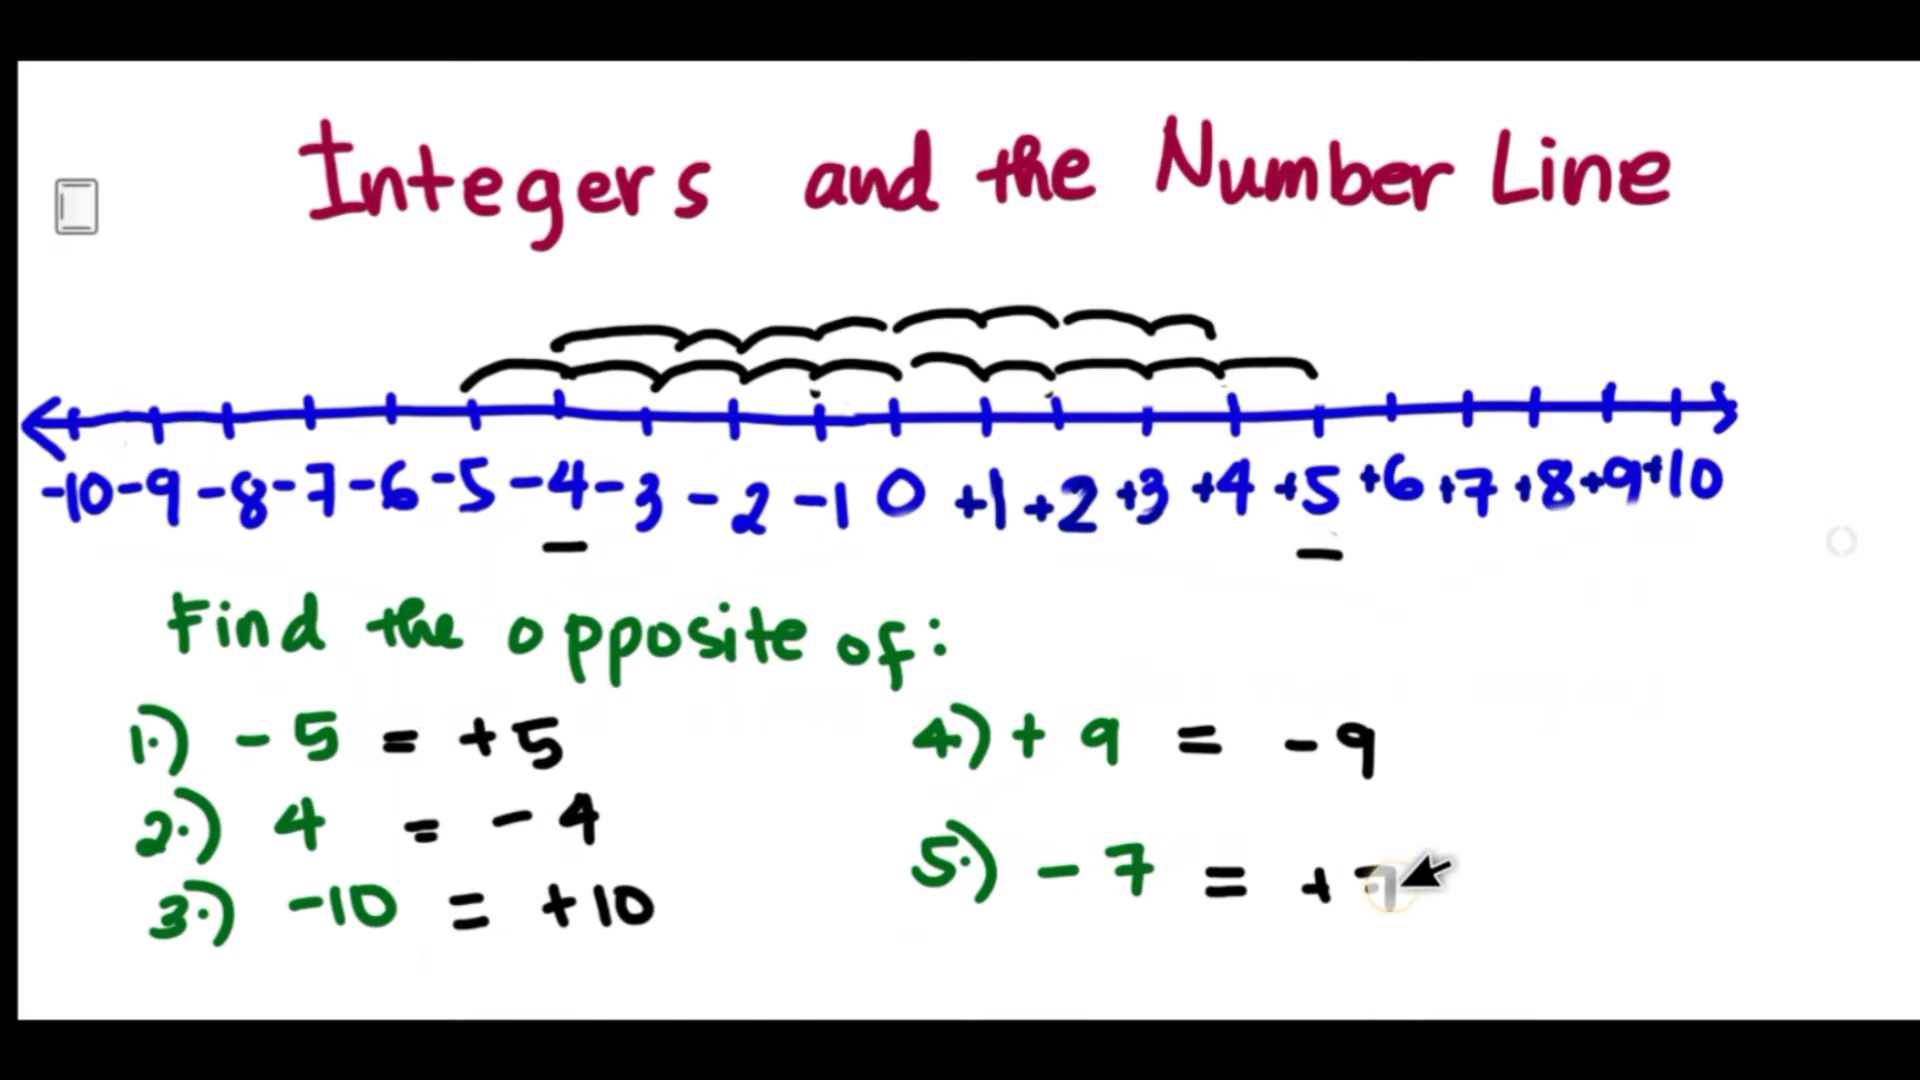 Integers and the Number Line
-10 -9 -8 -7 -6 -5 -4 -3 -2 -1 0 +1 +2 +3 +4 +5 +6 +7 +8 +9 +10
Find the opposite of:
1.) - 5 = +5
2.) 4 = - 4
3.) -10 = +10
4.) + 9 = - 9
5.) - 7 = +7